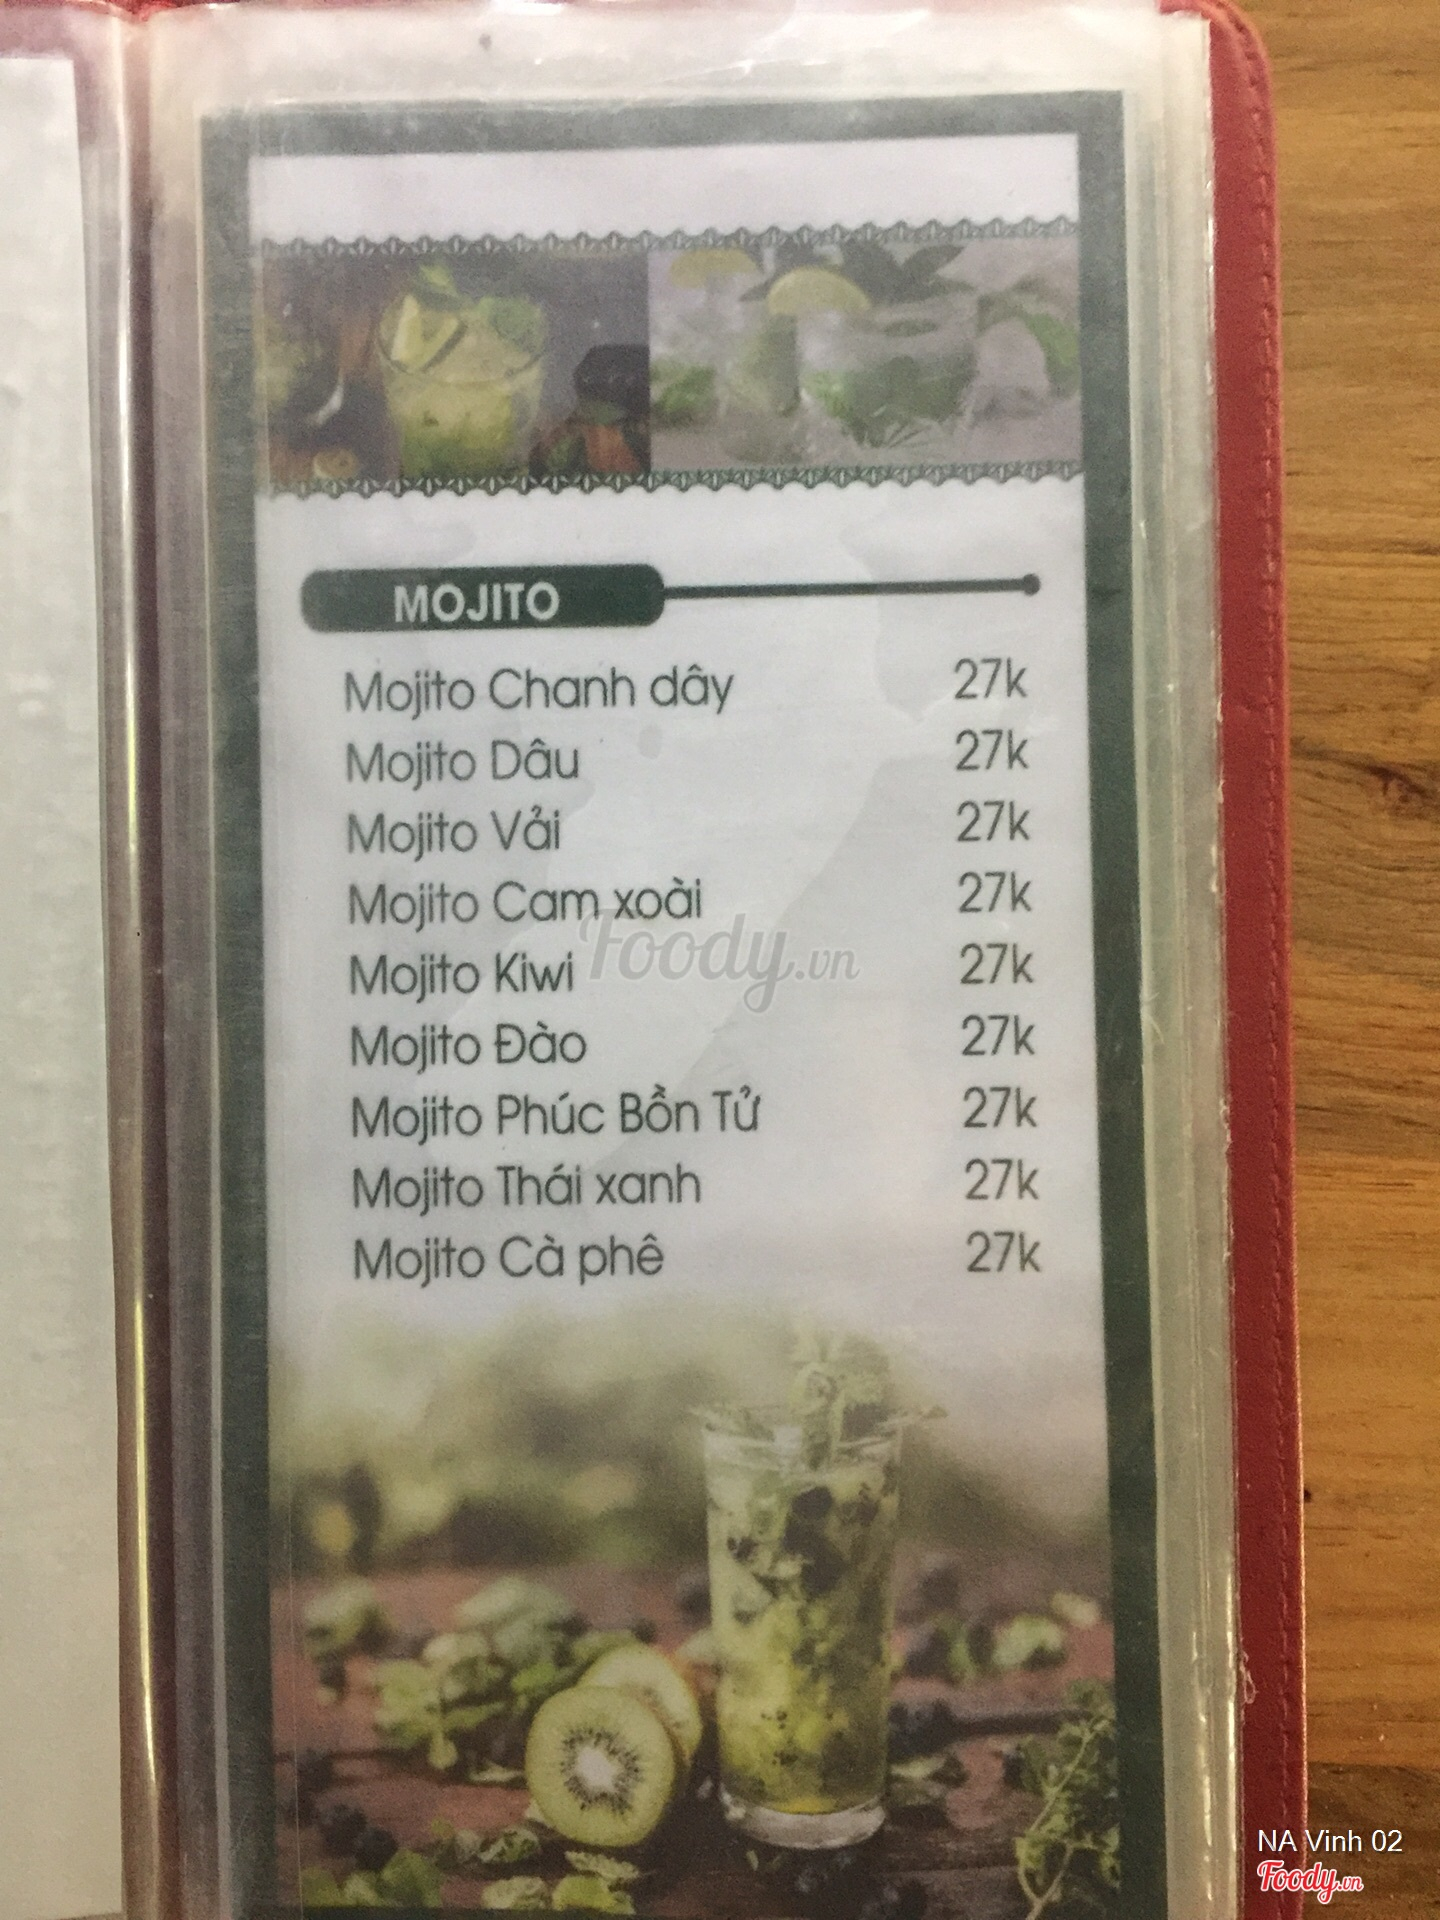 MOJITO
Mojito Chanh dây 27k
Mojito Dâu 27k
Mojito Vải 27k
Mojito Cam xoài 27k
Mojito Kiwi 27k
Mojito Đào 27k
Mojito Phúc Bồn Tử 27k
Mojito Thái xanh 27k
Mojito Cà phê 27k
Foody.vn
NA Vinh 02
Foody.vn